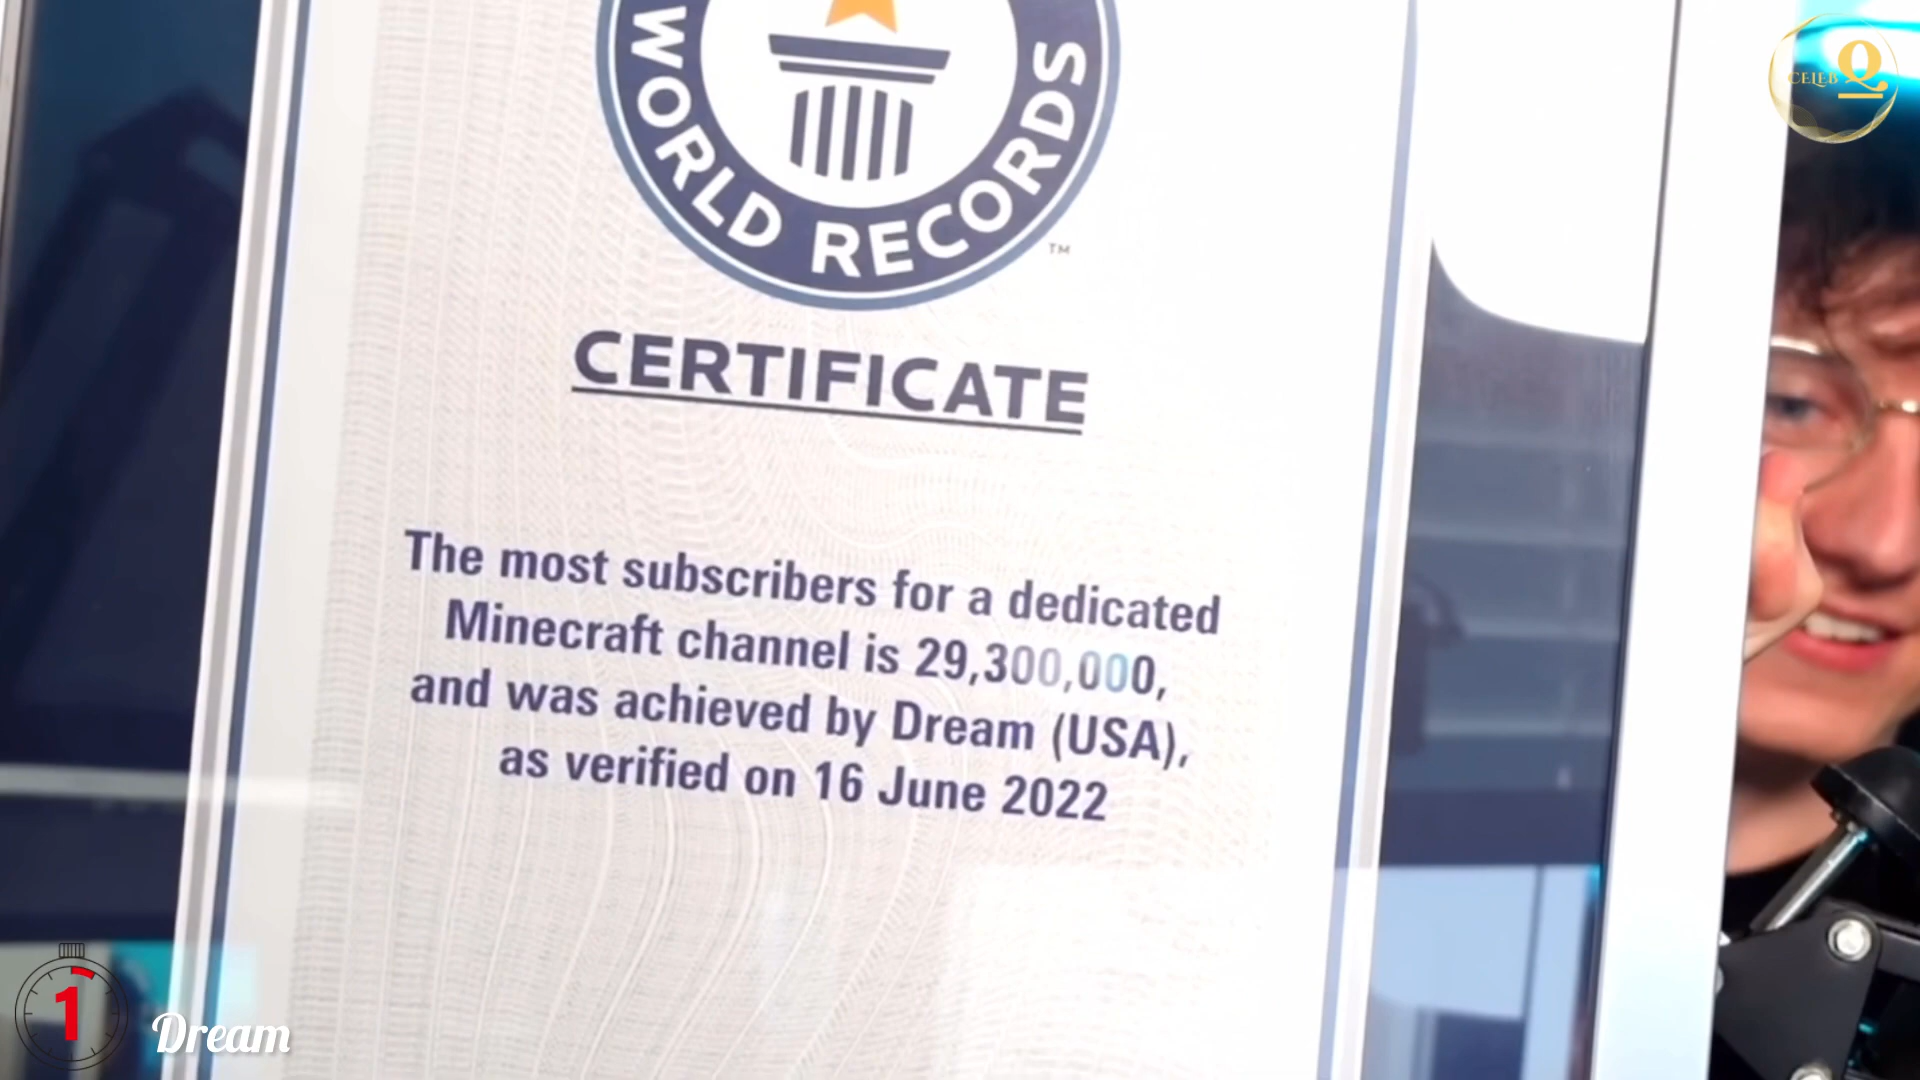 WORLD RECORDS
TM
CERTIFICATE
The most subscribers for a dedicated
Minecraft channel is 29,300,000,
and was achieved by Dream (USA),
as verified on 16 June 2022
CELEB Q
1
Dream